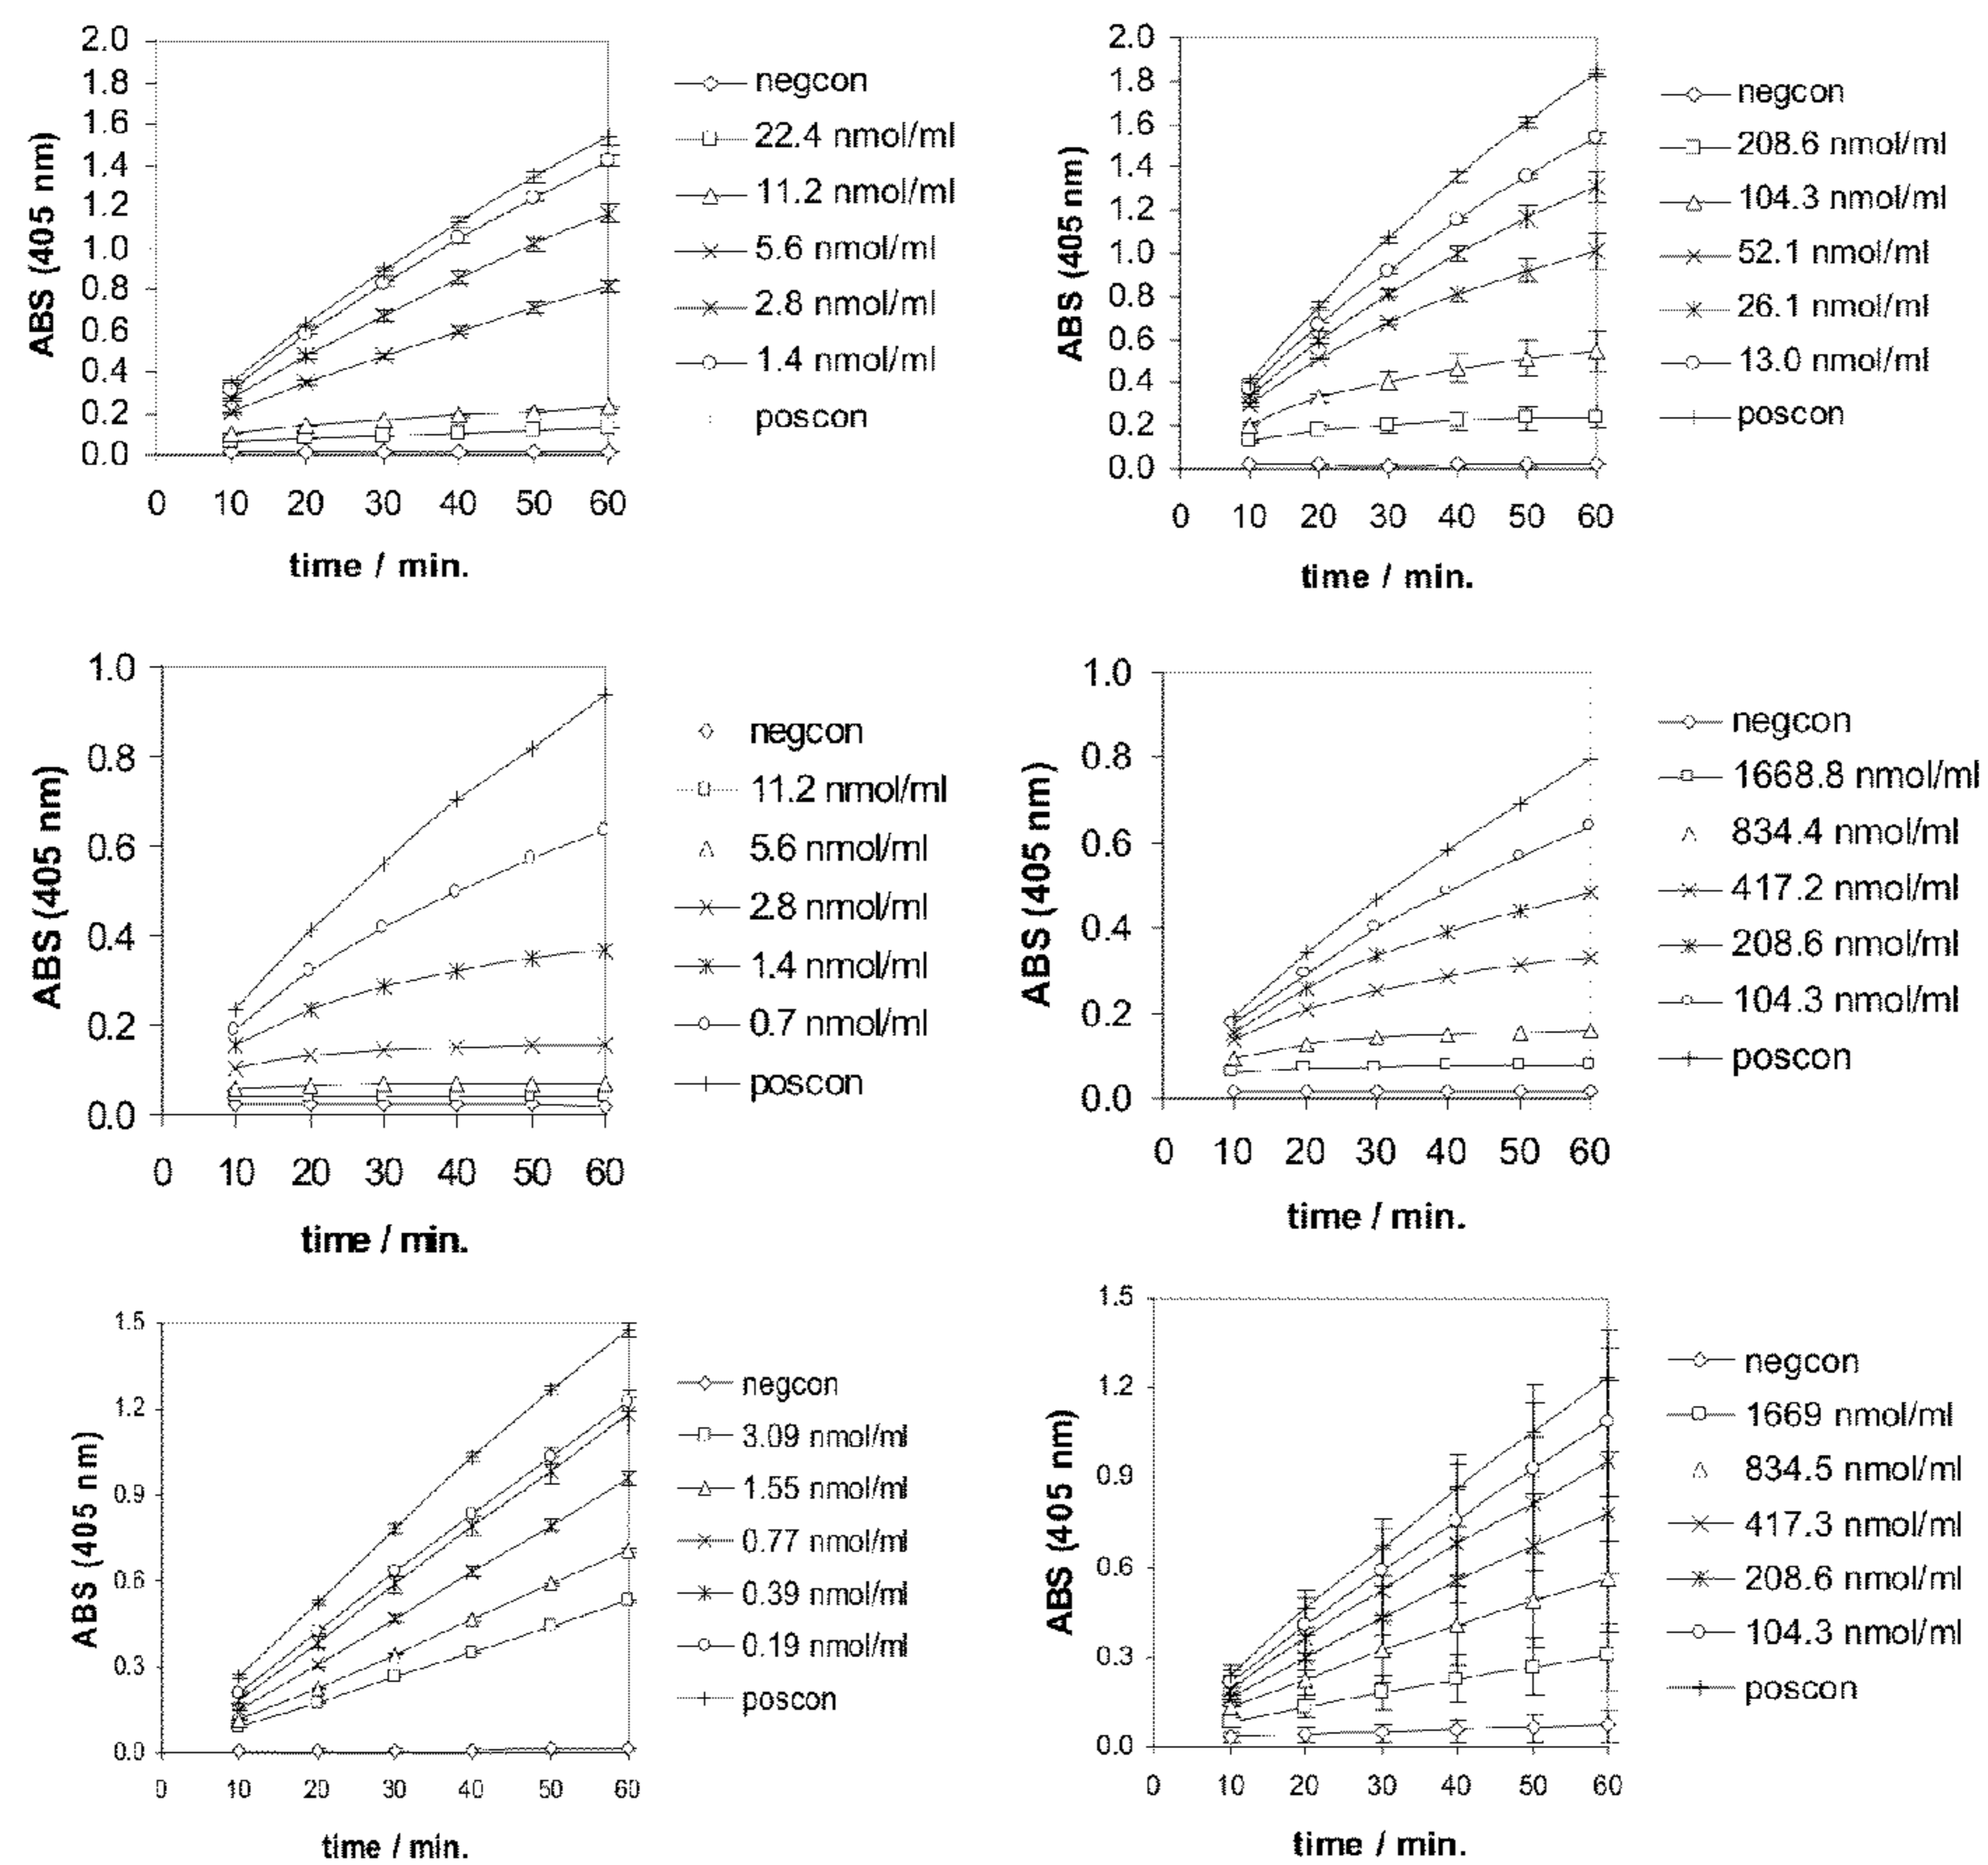 2.0
1.8
1.6
1.4
1.2
1.0
0.8
0.6
0.4
0.2
0.0
ABS (405 nm)
0 10 20 30 40 50 60
time / min.
negcon
22.4 nmol/ml
11.2 nmol/ml
5.6 nmol/ml
2.8 nmol/ml
1.4 nmol/ml
poscon
2.0
1.8
1.6
1.4
1.2
1.0
0.8
0.6
0.4
0.2
0.0
ABS (405 nm)
0 10 20 30 40 50 60
time / min.
negcon
208.6 nmol/ml
104.3 nmol/ml
52.1 nmol/ml
26.1 nmol/ml
13.0 nmol/ml
poscon
1.0
0.8
0.6
0.4
0.2
0.0
ABS (405 nm)
0 10 20 30 40 50 60
time / min.
negcon
11.2 nmol/ml
5.6 nmol/ml
2.8 nmol/ml
1.4 nmol/ml
0.7 nmol/ml
poscon
1.0
0.8
0.6
0.4
0.2
0.0
ABS (405 nm)
0 10 20 30 40 50 60
time / min.
negcon
1668.8 nmol/ml
834.4 nmol/ml
417.2 nmol/ml
208.6 nmol/ml
104.3 nmol/ml
poscon
1.5
1.2
0.9
0.6
0.3
0.0
ABS (405 nm)
0 10 20 30 40 50 60
time / min.
negcon
3.09 nmol/ml
1.55 nmol/ml
0.77 nmol/ml
0.39 nmol/ml
0.19 nmol/ml
poscon
1.5
1.2
0.9
0.6
0.3
0.0
ABS (405 nm)
0 10 20 30 40 50 60
time / min.
negcon
1669 nmol/ml
834.5 nmol/ml
417.3 nmol/ml
208.6 nmol/ml
104.3 nmol/ml
poscon